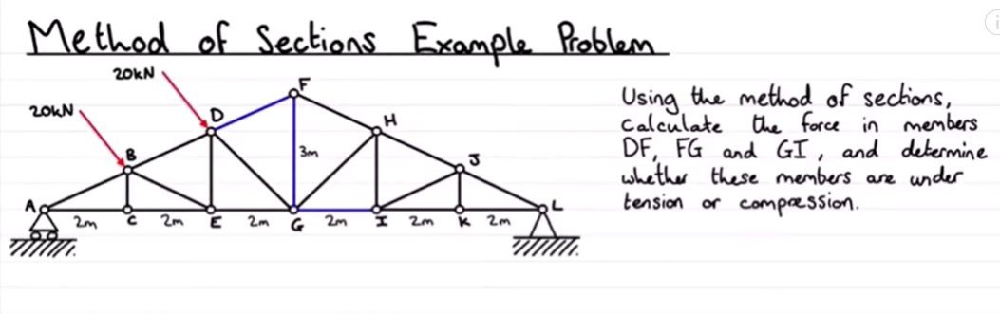 Method of Sections Example Problem
20kN
20kN
F
D
H
B
3m
J
A
2m
C
2m
E
2m
G
2m
I
2m
K
2m
L
Using the method of sections,
calculate the force in members
DF, FG and GI, and determine
whether these members are under
tension or compression.
i